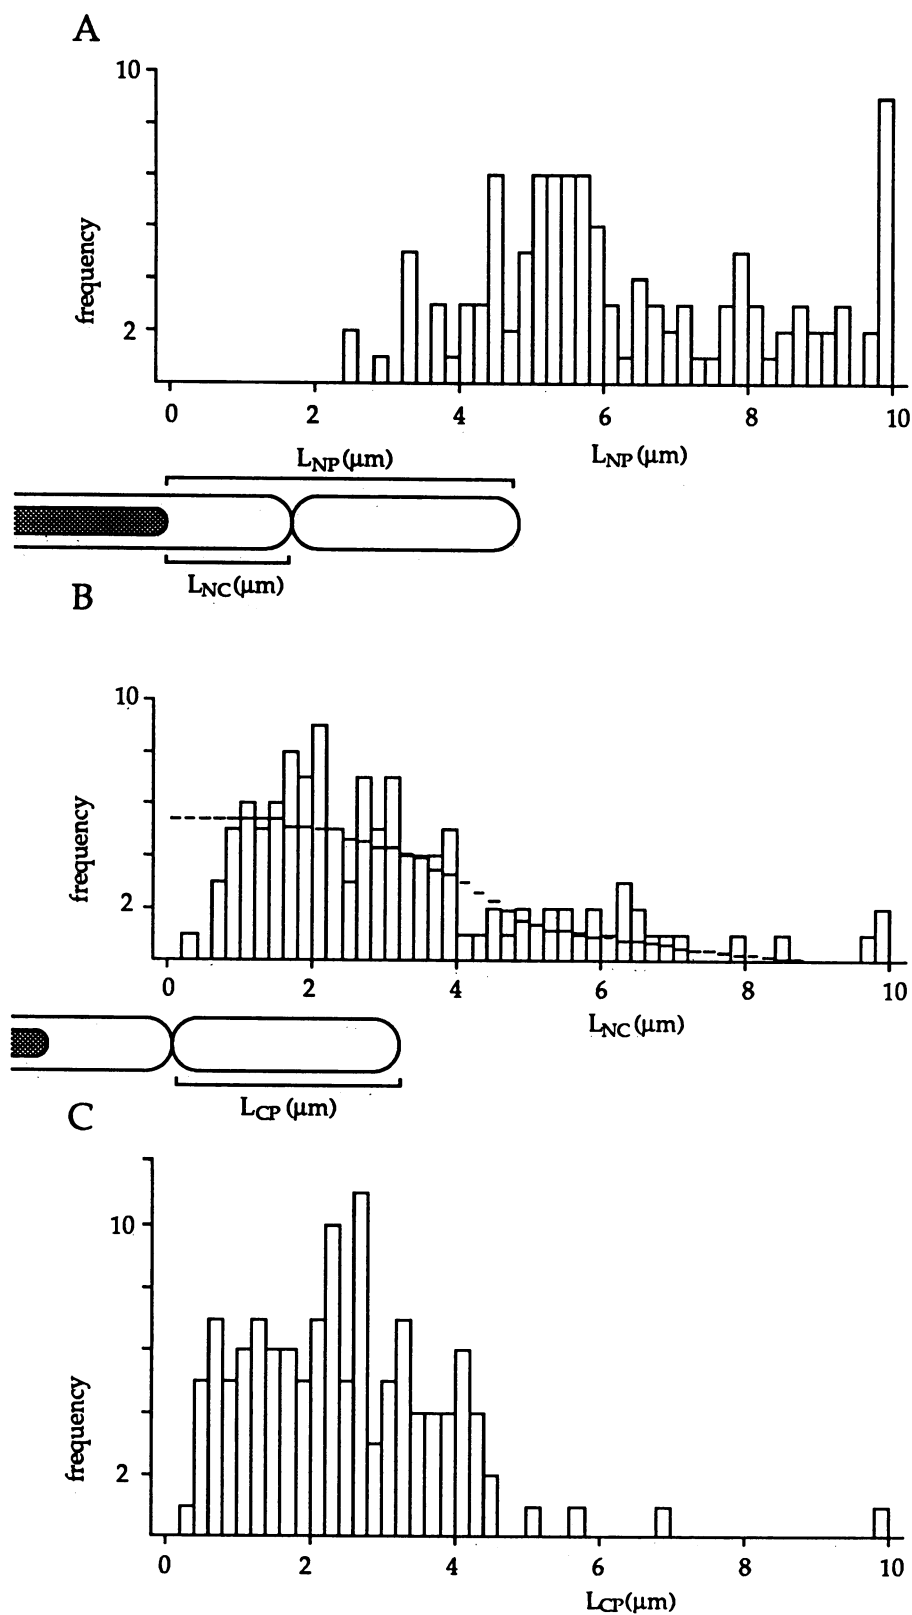 A
10
frequency
2
0 2 4 6 8 10
LNP (μm) LNP (μm)
LNC(μm)
B
10
frequency
2
0 2 4 6 8 10
LNC (μm)
LCP (μm)
C
10
frequency
2
0 2 4 6 8 10
LCP(μm)